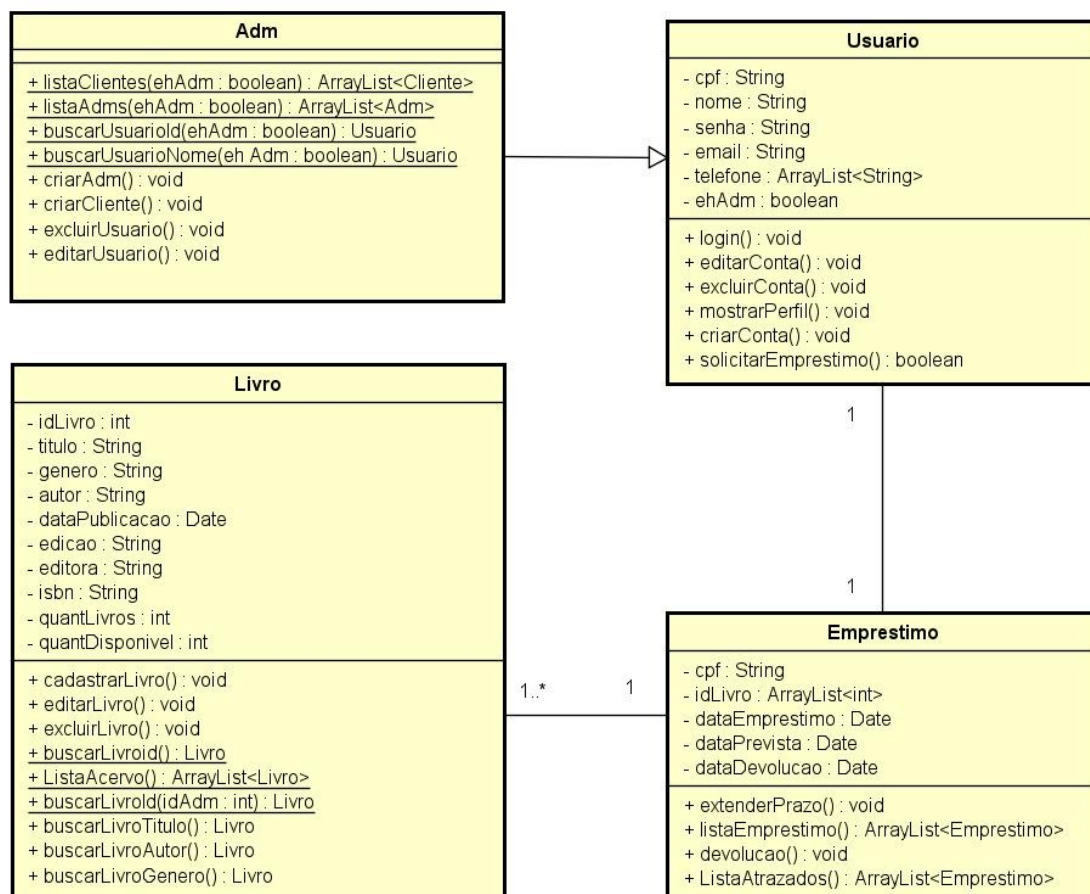 Adm
+ listaClientes(ehAdm : boolean) : ArrayList<Cliente>
+ listaAdms(ehAdm : boolean) : ArrayList<Adm>
+ buscarUsuarioId(ehAdm : boolean) : Usuario
+ buscarUsuarioNome(eh Adm : boolean) : Usuario
+ criarAdm() : void
+ criarCliente() : void
+ excluirUsuario() : void
+ editarUsuario() : void
Usuario
- cpf : String
- nome : String
- senha : String
- email : String
- telefone : ArrayList<String>
- ehAdm : boolean
+ login() : void
+ editarConta() : void
+ excluirConta() : void
+ mostrarPerfil() : void
+ criarConta() : void
+ solicitarEmprestimo() : boolean
1
1
Livro
- idLivro : int
- titulo : String
- genero : String
- autor : String
- dataPublicacao : Date
- edicao : String
- editora : String
- isbn : String
- quantLivros : int
- quantDisponivel : int
+ cadastrarLivro() : void
+ editarLivro() : void
+ excluirLivro() : void
+ buscarLivroid() : Livro
+ ListaAcervo() : ArrayList<Livro>
+ buscarLivroId(idAdm : int) : Livro
+ buscarLivroTitulo() : Livro
+ buscarLivroAutor() : Livro
+ buscarLivroGenero() : Livro
1..*
1
Emprestimo
- cpf : String
- idLivro : ArrayList<int>
- dataEmprestimo : Date
- dataPrevista : Date
- dataDevolucao : Date
+ extenderPrazo() : void
+ listaEmprestimo() : ArrayList<Emprestimo>
+ devolucao() : void
+ ListaAtrazados() : ArrayList<Emprestimo>